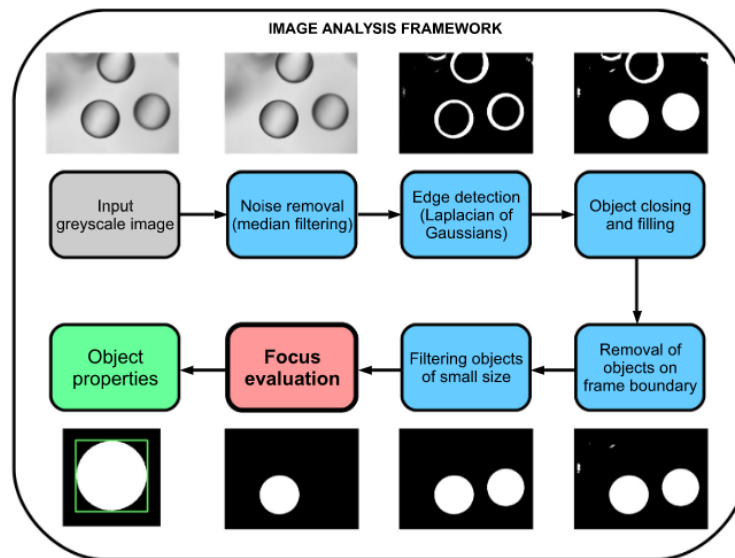 IMAGE ANALYSIS FRAMEWORK
Input
greyscale image
Noise removal
(median filtering)
Edge detection
(Laplacian of
Gaussians)
Object closing
and filling
Object
properties
Focus
evaluation
Filtering objects
of small size
Removal of
objects on
frame boundary